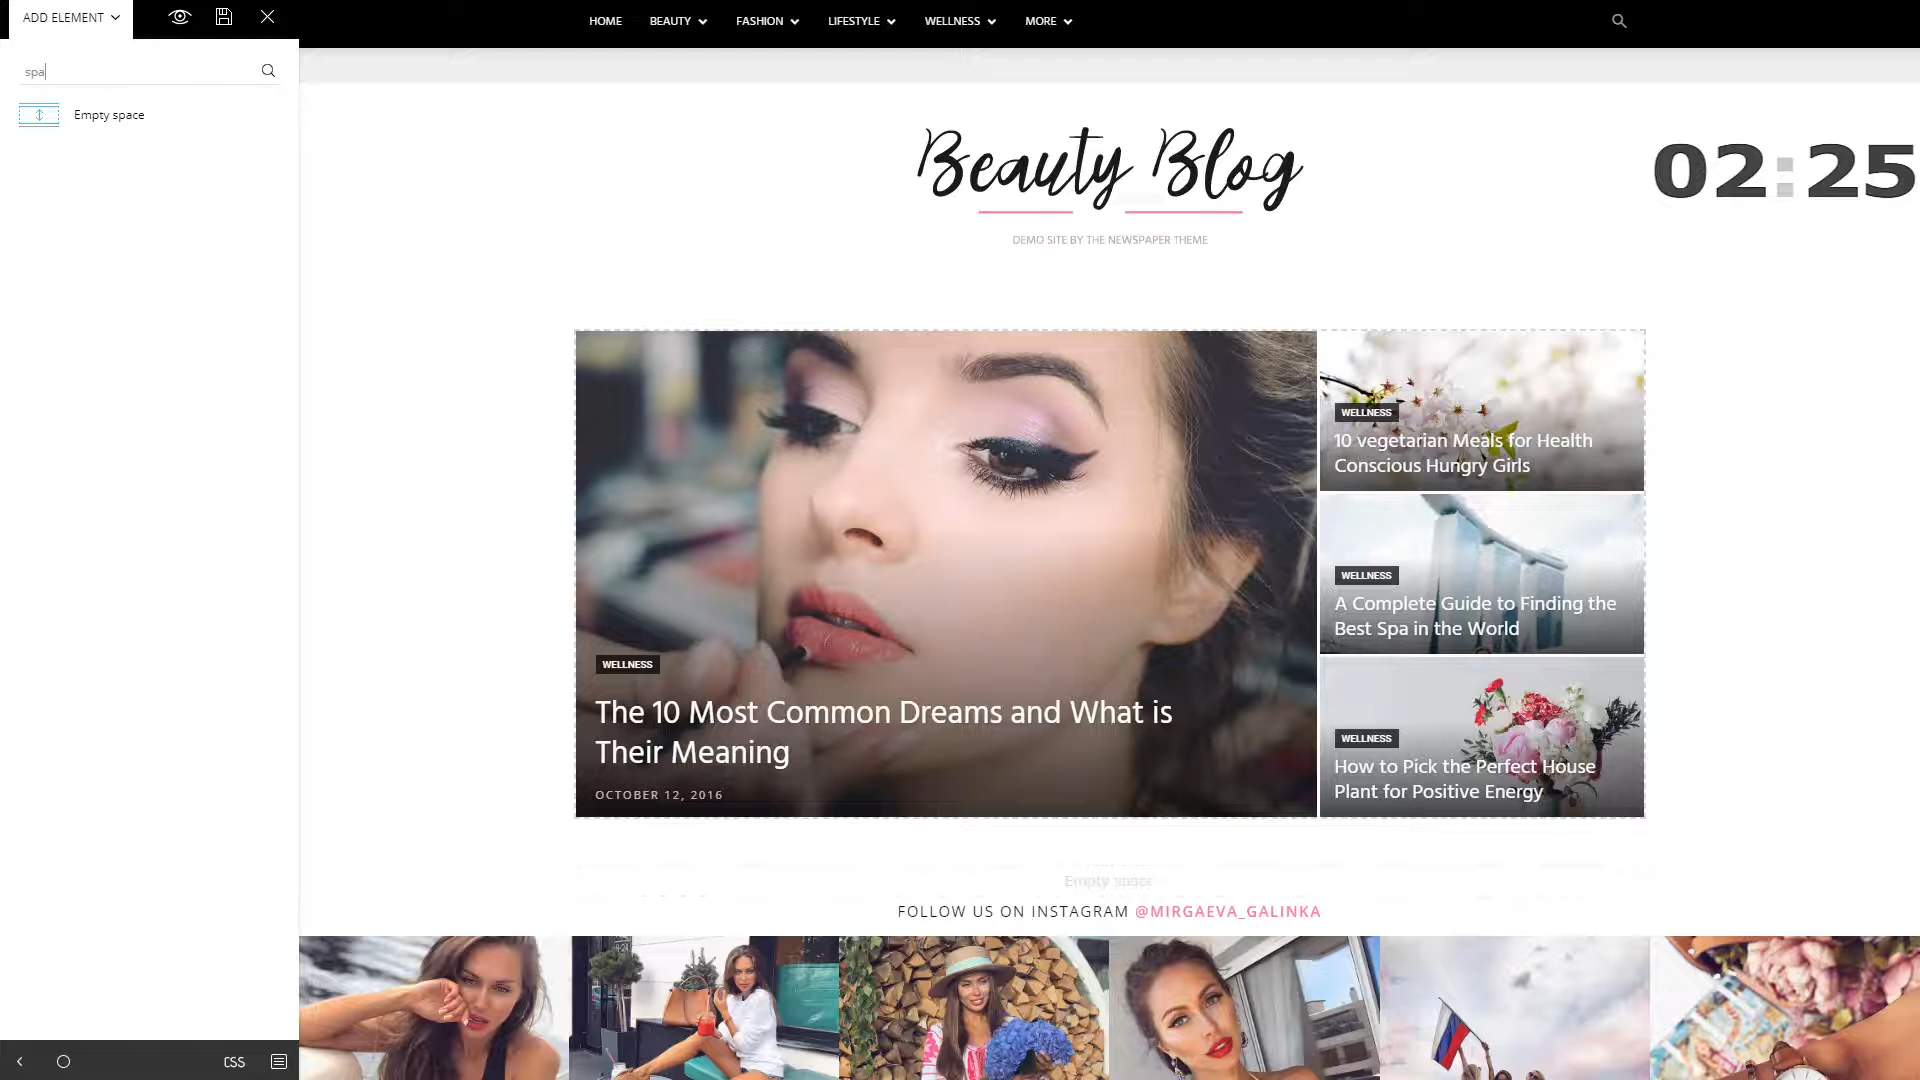 ADD ELEMENT
HOME BEAUTY FASHION LIFESTYLE WELLNESS MORE
spa
Empty space
Beauty Blog
02:25
DEMO SITE BY THE NEWSPAPER THEME
WELLNESS
10 vegetarian Meals for Health
Conscious Hungry Girls
WELLNESS
A Complete Guide to Finding the
Best Spa in the World
WELLNESS
The 10 Most Common Dreams and What is
Their Meaning
OCTOBER 12, 2016
WELLNESS
How to Pick the Perfect House
Plant for Positive Energy
Empty space
FOLLOW US ON INSTAGRAM @MIRGAEVA_GALINKA
CSS